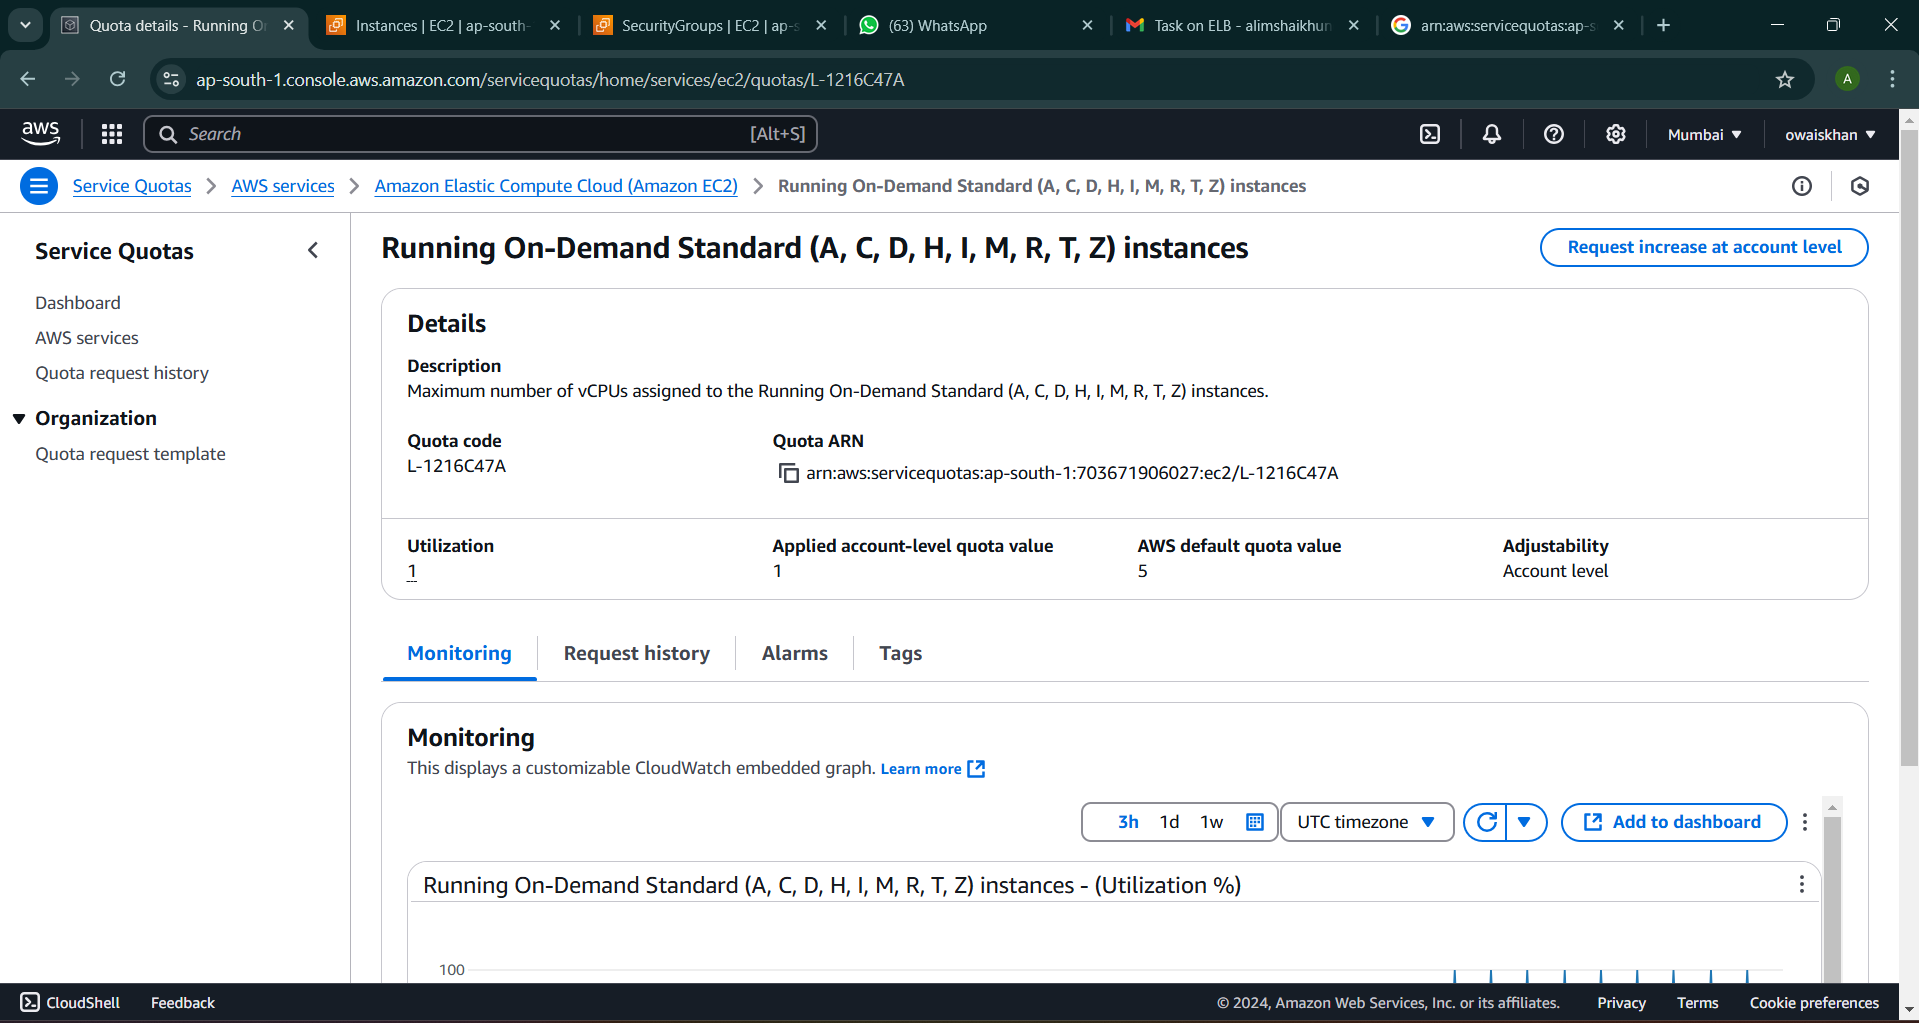 Quota details - Running O
Instances | EC2 | ap-south-
SecurityGroups | EC2 | ap-s
(63) WhatsApp
Task on ELB - alimshaikhun
arn:aws:servicequotas:ap-s
ap-south-1.console.aws.amazon.com/servicequotas/home/services/ec2/quotas/L-1216C47A
A
aws
Search
[Alt+S]
Mumbai
owaiskhan
Service Quotas
AWS services
Amazon Elastic Compute Cloud (Amazon EC2)
Running On-Demand Standard (A, C, D, H, I, M, R, T, Z) instances
Service Quotas
Dashboard
AWS services
Quota request history
Organization
Quota request template
Running On-Demand Standard (A, C, D, H, I, M, R, T, Z) instances
Request increase at account level
Details
Description
Maximum number of vCPUs assigned to the Running On-Demand Standard (A, C, D, H, I, M, R, T, Z) instances.
Quota code
L-1216C47A
Quota ARN
arn:aws:servicequotas:ap-south-1:703671906027:ec2/L-1216C47A
Utilization
1
Applied account-level quota value
1
AWS default quota value
5
Adjustability
Account level
Monitoring
Request history
Alarms
Tags
Monitoring
This displays a customizable CloudWatch embedded graph. Learn more
3h 1d 1w
UTC timezone
Add to dashboard
Running On-Demand Standard (A, C, D, H, I, M, R, T, Z) instances - (Utilization %)
100
CloudShell
Feedback
© 2024, Amazon Web Services, Inc. or its affiliates.
Privacy
Terms
Cookie preferences